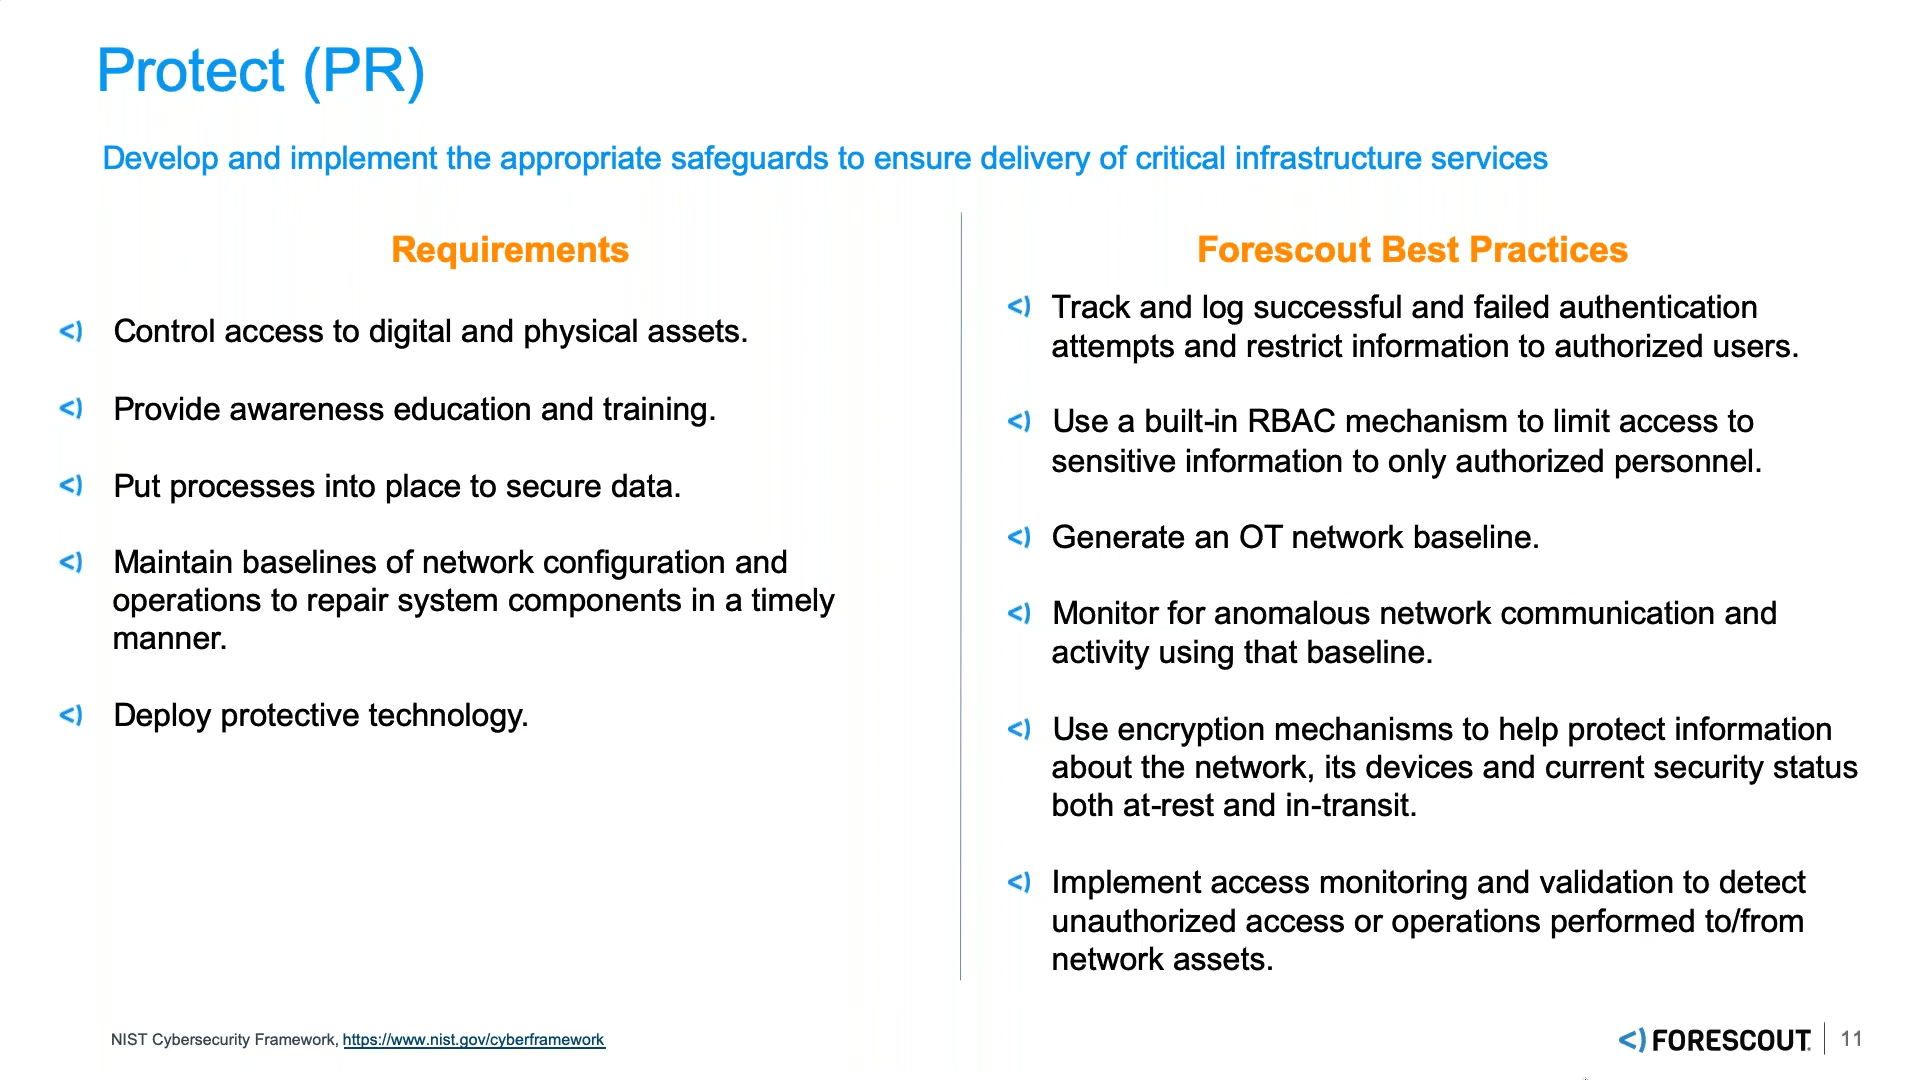 Protect (PR)
Develop and implement the appropriate safeguards to ensure delivery of critical infrastructure services
Requirements
Control access to digital and physical assets.
Provide awareness education and training.
Put processes into place to secure data.
Maintain baselines of network configuration and
operations to repair system components in a timely
manner.
Deploy protective technology.
Forescout Best Practices
Track and log successful and failed authentication
attempts and restrict information to authorized users.
Use a built-in RBAC mechanism to limit access to
sensitive information to only authorized personnel.
Generate an OT network baseline.
Monitor for anomalous network communication and
activity using that baseline.
Use encryption mechanisms to help protect information
about the network, its devices and current security status
both at-rest and in-transit.
Implement access monitoring and validation to detect
unauthorized access or operations performed to/from
network assets.
NIST Cybersecurity Framework, https://www.nist.gov/cyberframework
FORESCOUT. 11